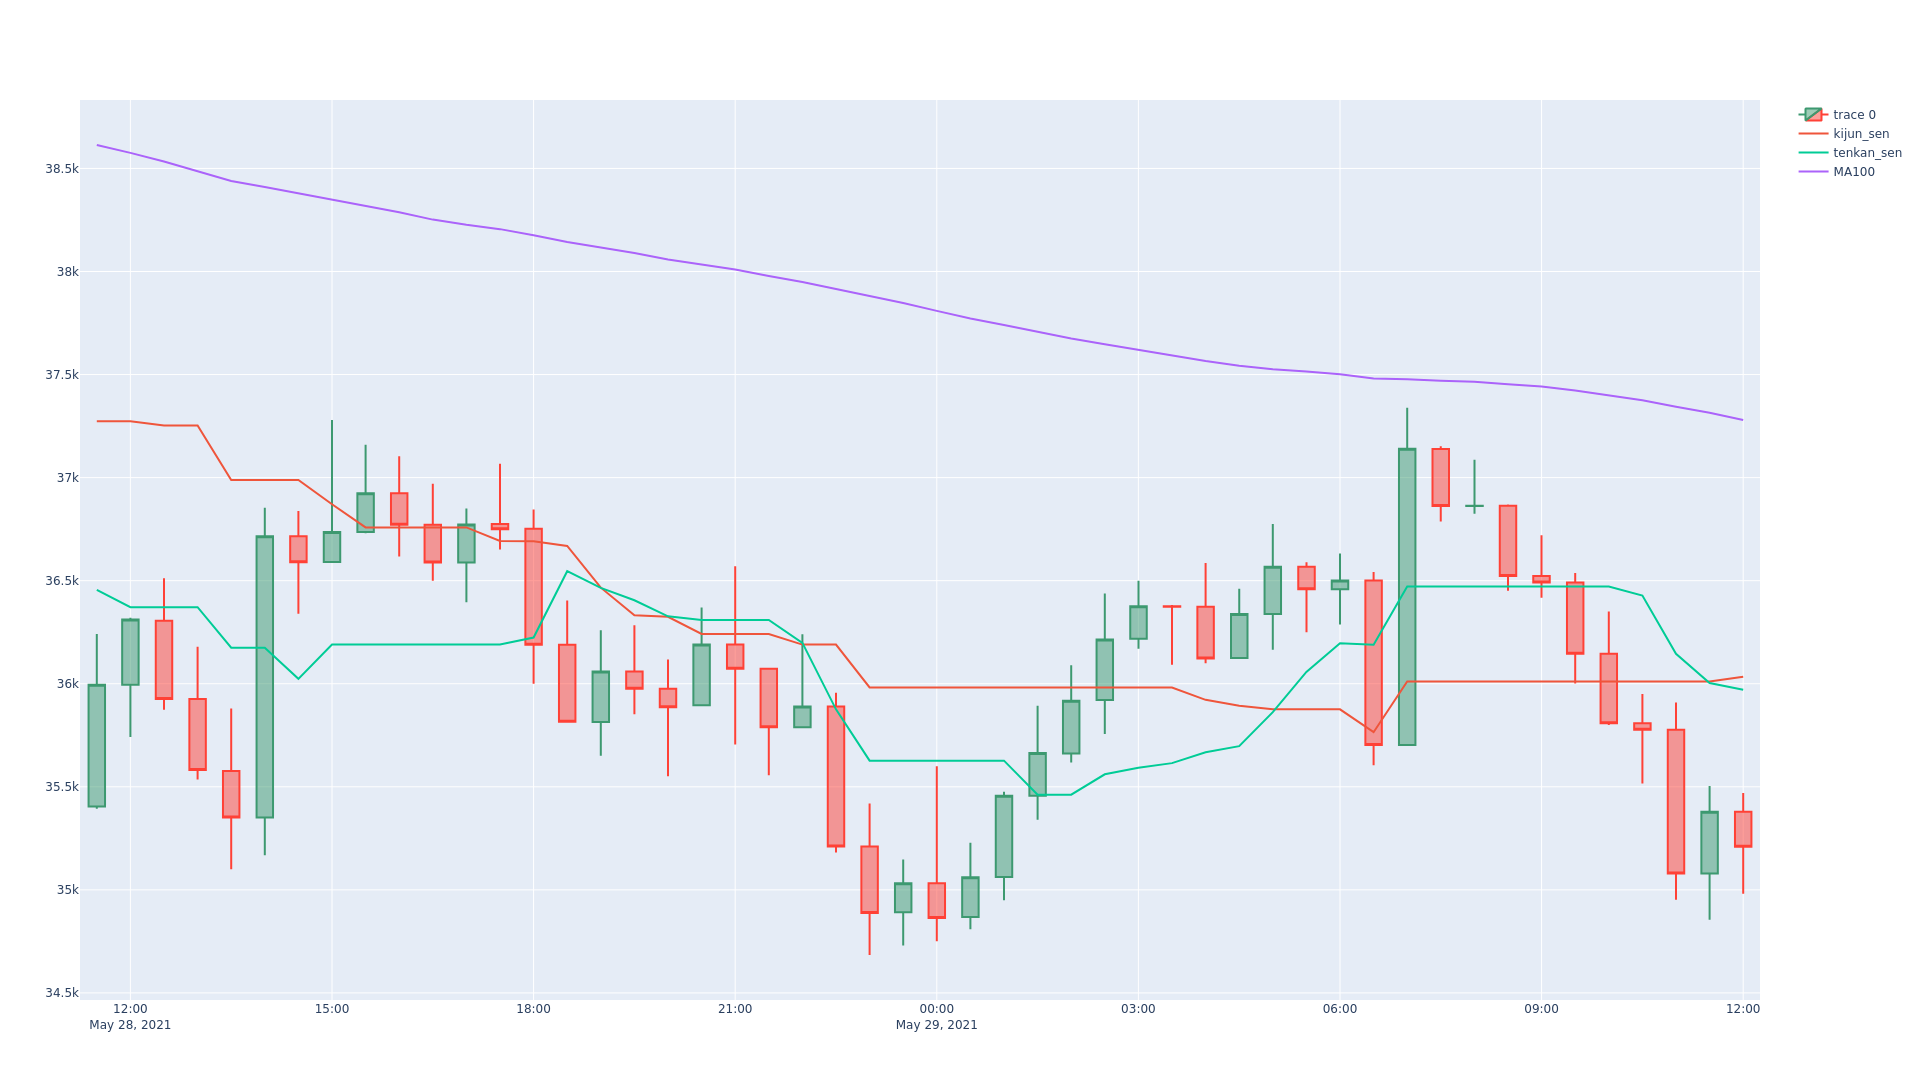 trace 0
kijun_sen
tenkan_sen
MA100
38.5k
38k
37.5k
37k
36.5k
36k
35.5k
35k
34.5k
12:00 15:00 18:00 21:00 00:00 03:00 06:00 09:00 12:00
May 28, 2021 May 29, 2021